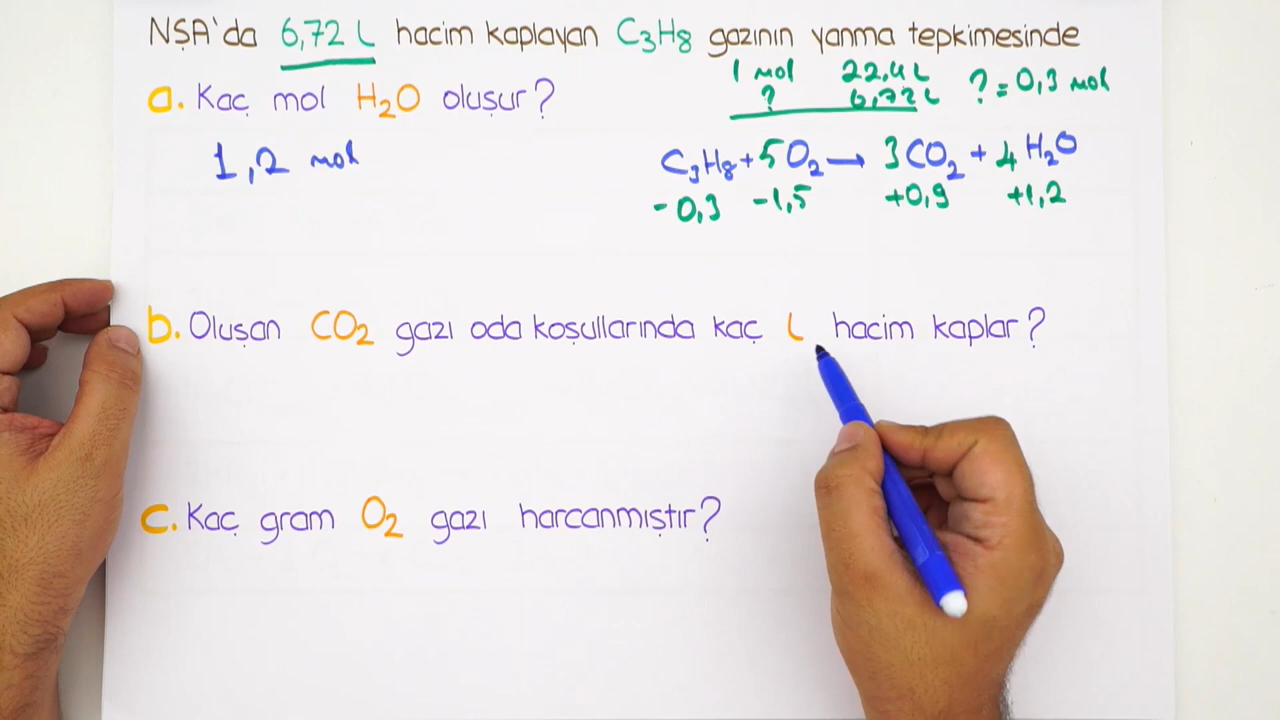 NŞA'da 6,72 L hacim kaplayan C₃H₈ gazının yanma tepkimesinde
1 mol 22,4 L
? 6,72 L ? = 0,3 mol
a. Kaç mol H₂O oluşur?
1,2 mol
C₃H₈ + 5O₂ → 3CO₂ + 4H₂O
-0,3 -1,5 +0,9 +1,2
b. Oluşan CO₂ gazı oda koşullarında kaç L hacim kaplar?
c. Kaç gram O₂ gazı harcanmıştır?